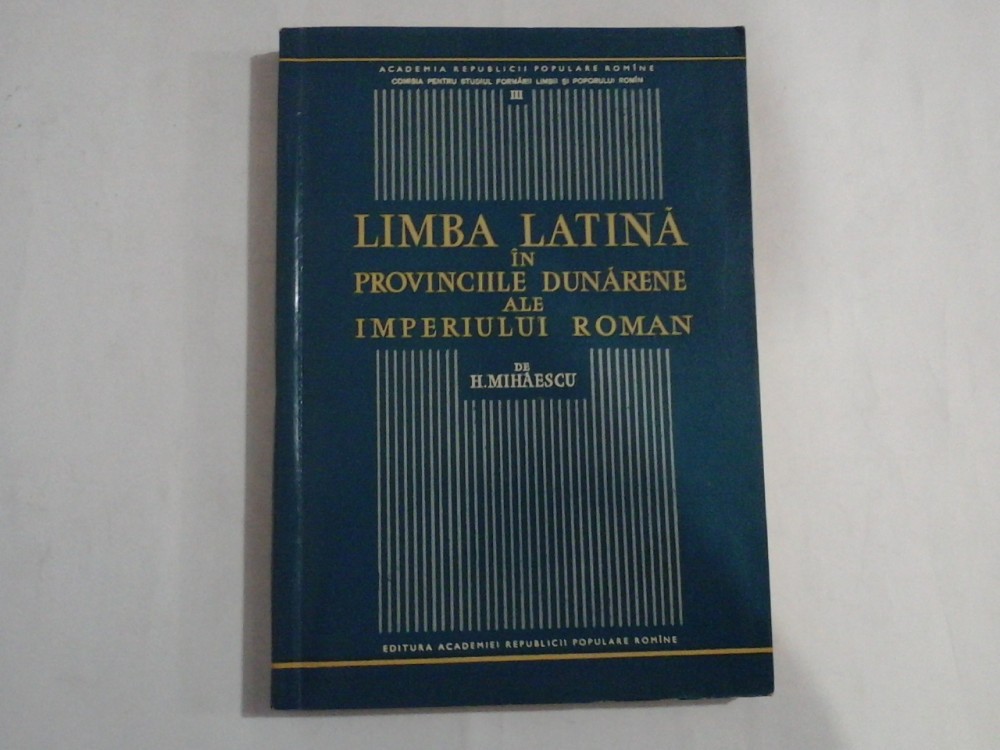 ACADEMIA REPUBLICII POPULARE ROMÎNE
COMISIA PENTRU STUDIUL FORMĂRII LIMBII ȘI POPORULUI ROMÎN
III
LIMBA LATINĂ
ÎN
PROVINCIILE DUNĂRENE
ALE
IMPERIULUI ROMAN
DE
H. MIHĂESCU
EDITURA ACADEMIEI REPUBLICII POPULARE ROMÎNE